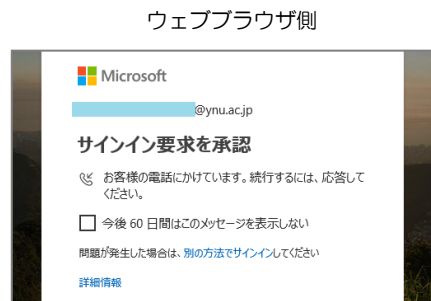 ウェブブラウザ側
Microsoft
@ynu.ac.jp
サインイン要求を承認
お客様の電話にかけています。続行するには、応答して
ください。
今後 60 日間はこのメッセージを表示しない
問題が発生した場合は、別の方法でサインインしてください
詳細情報